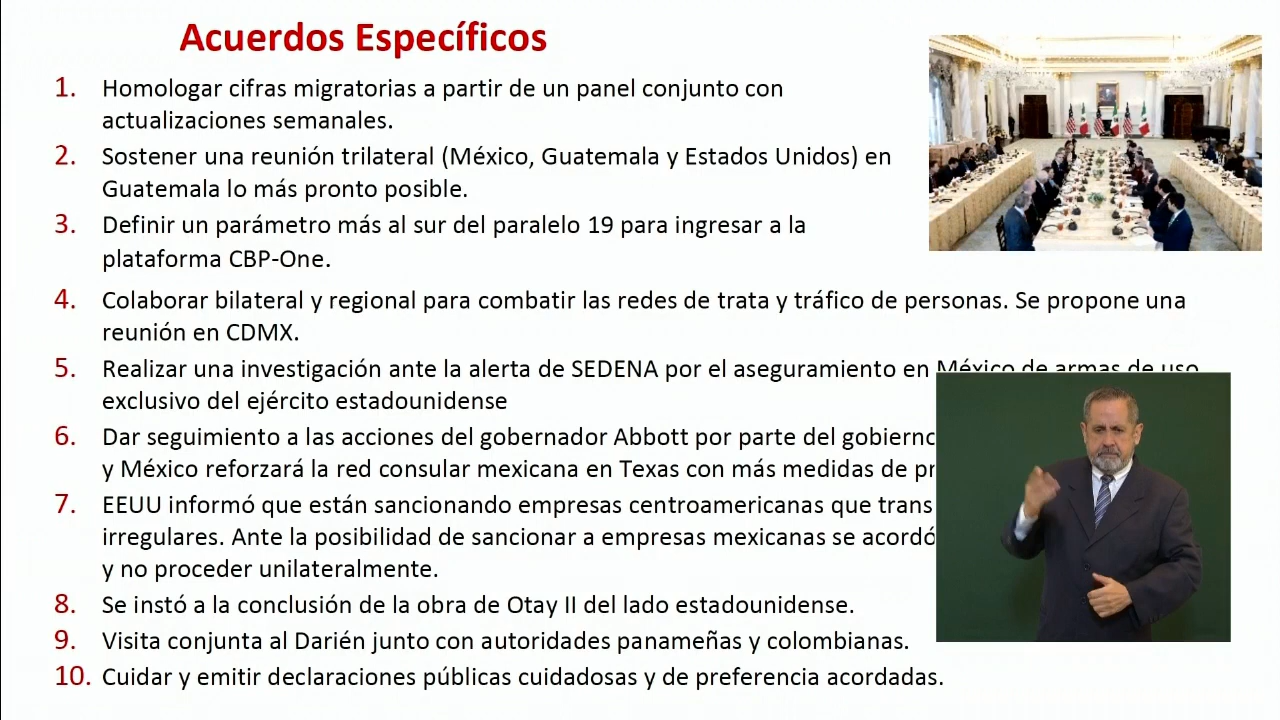 Acuerdos Específicos
1. Homologar cifras migratorias a partir de un panel conjunto con
actualizaciones semanales.
2. Sostener una reunión trilateral (México, Guatemala y Estados Unidos) en
Guatemala lo más pronto posible.
3. Definir un parámetro más al sur del paralelo 19 para ingresar a la
plataforma CBP-One.
4. Colaborar bilateral y regional para combatir las redes de trata y tráfico de personas. Se propone una
reunión en CDMX.
5. Realizar una investigación ante la alerta de SEDENA por el aseguramiento en México de armas de uso
exclusivo del ejército estadounidense
6. Dar seguimiento a las acciones del gobernador Abbott por parte del gobierno
y México reforzará la red consular mexicana en Texas con más medidas de
7. EEUU informó que están sancionando empresas centroamericanas que
irregulares. Ante la posibilidad de sancionar a empresas mexicanas se acordó
y no proceder unilateralmente.
8. Se instó a la conclusión de la obra de Otay II del lado estadounidense.
9. Visita conjunta al Darién junto con autoridades panameñas y colombianas.
10. Cuidar y emitir declaraciones públicas cuidadosas y de preferencia acordadas.